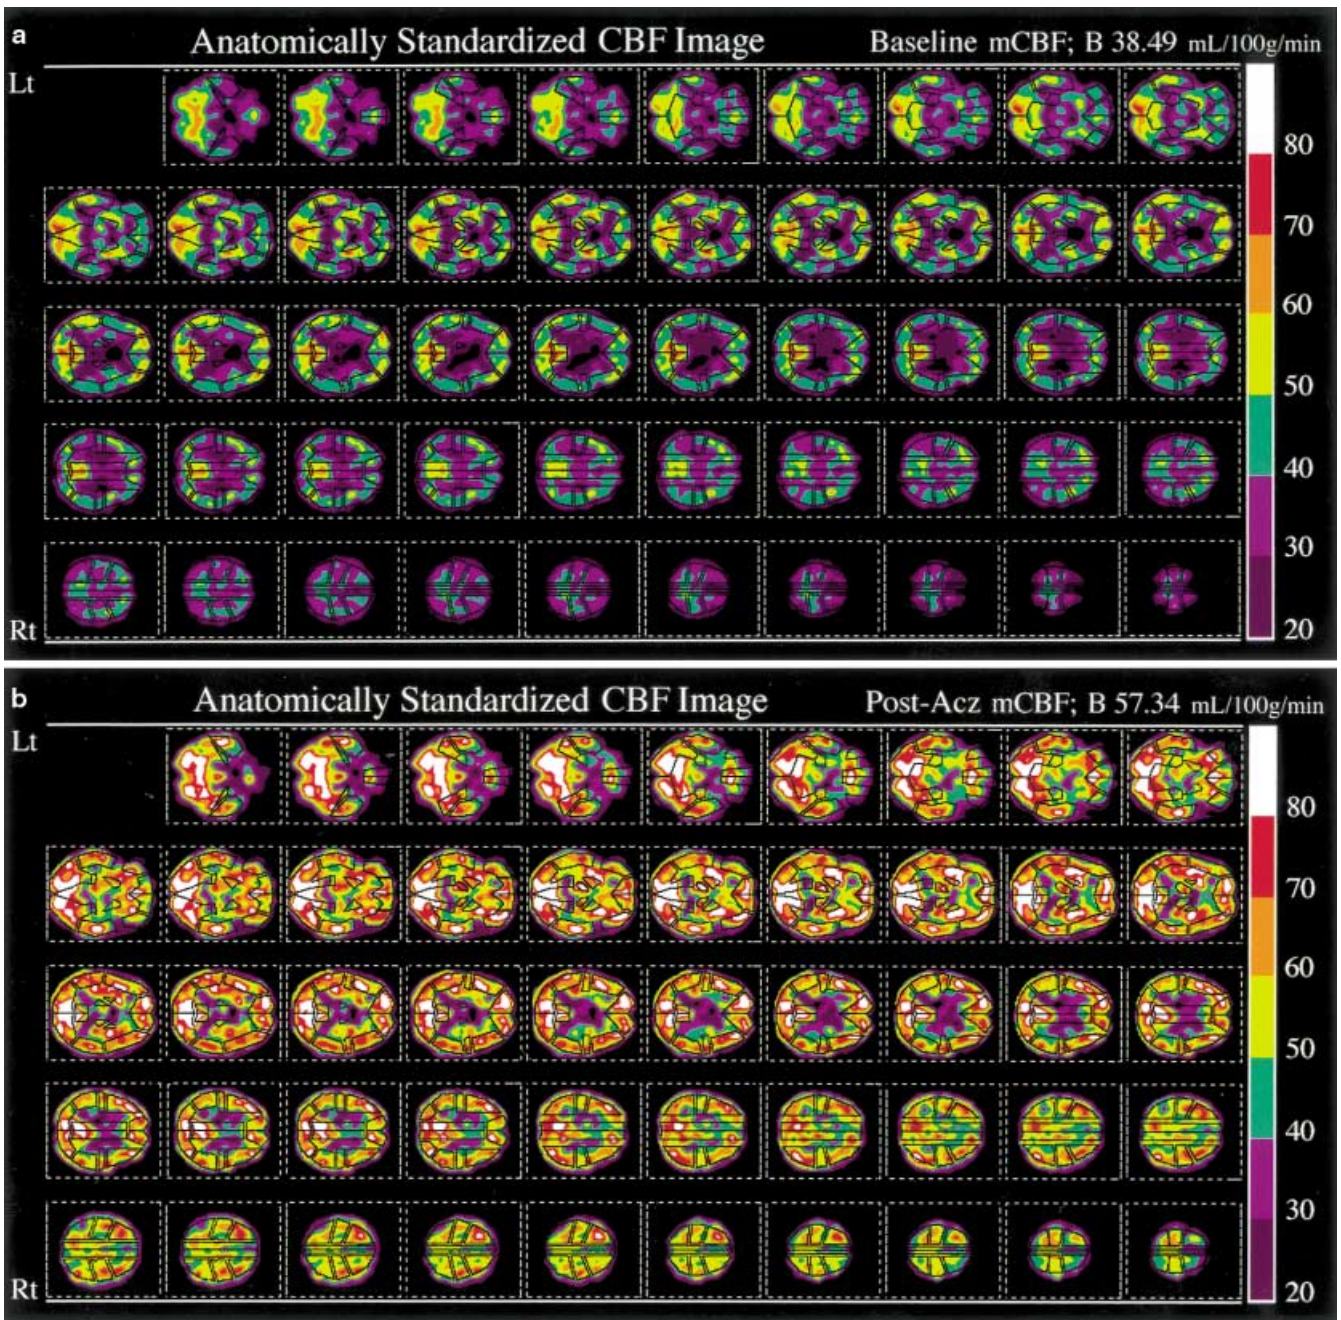 a
Anatomically Standardized CBF Image
Baseline mCBF; B 38.49 mL/100g/min
Lt
80
70
60
50
40
30
20
Rt
b
Anatomically Standardized CBF Image
Post-Acz mCBF; B 57.34 mL/100g/min
Lt
80
70
60
50
40
30
20
Rt